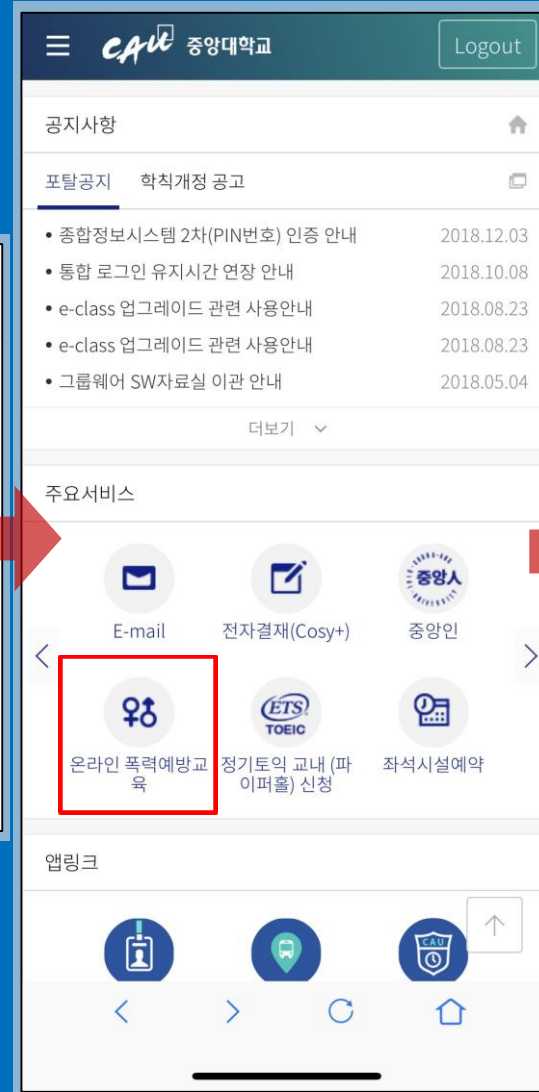 CAU 중앙대학교
Logout
공지사항
포탈공지 학칙개정 공고
• 종합정보시스템 2차(PIN번호) 인증 안내 2018.12.03
• 통합 로그인 유지시간 연장 안내 2018.10.08
• e-class 업그레이드 관련 사용안내 2018.08.23
• e-class 업그레이드 관련 사용안내 2018.08.23
• 그룹웨어 SW자료실 이관 안내 2018.05.04
더보기
주요서비스
중앙人
E-mail 전자결재(Cosy+) 중앙인
ETS
TOEIC
온라인 폭력예방교 정기토익 교내 (파 좌석시설예약
육 이퍼홀) 신청
앱링크
CAU